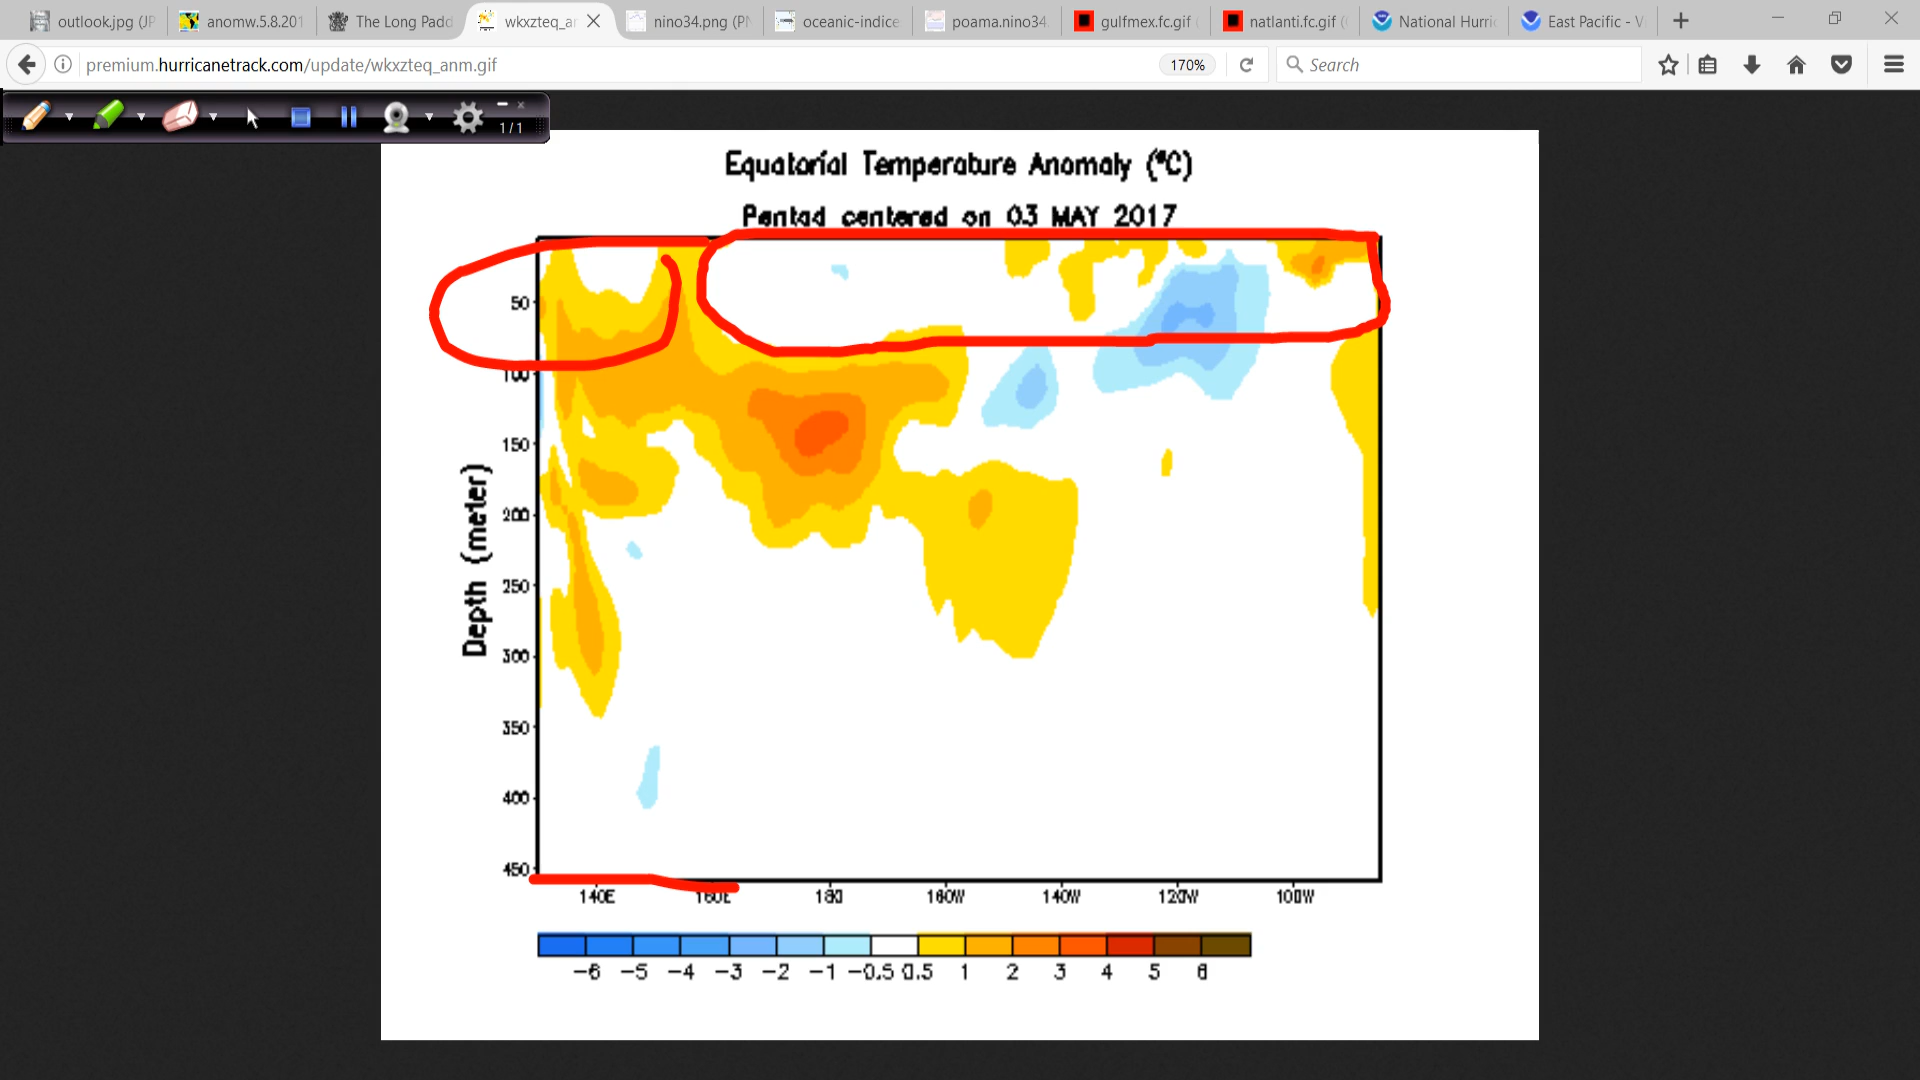 outlook.jpg (JP
anomw.5.8.201
The Long Padd
wkxzteq_ar
nino34.png (PN
oceanic-indice
poama.nino34.
gulfmex.fc.gif (
natlanti.fc.gif (
National Hurric
East Pacific - V
premium.hurricanetrack.com/update/wkxzteq_anm.gif
170%
Search
1/1
Equatorial Temperature Anomaly (°C)
Pentad centered on 03 MAY 2017
Depth (meter)
50
100
150
200
250
300
350
400
450
140E 160E 180 160W 140W 120W 100W
-6 -5 -4 -3 -2 -1 -0.5 0.5 1 2 3 4 5 6